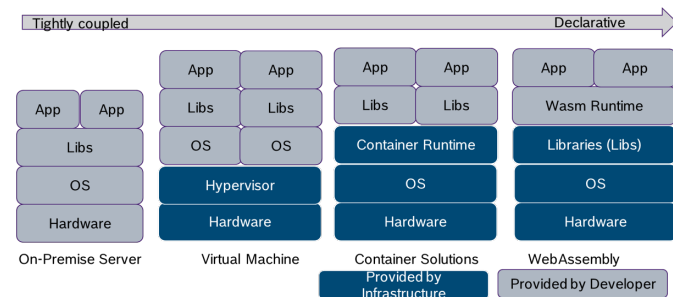 Tightly coupled
Declarative
App App
Libs
OS
Hardware
On-Premise Server
App App
Libs Libs
OS OS
Hypervisor
Hardware
Virtual Machine
App App
Libs Libs
Container Runtime
OS
Hardware
Container Solutions
App App
Wasm Runtime
Libraries (Libs)
OS
Hardware
WebAssembly
Provided by
Infrastructure
Provided by Developer